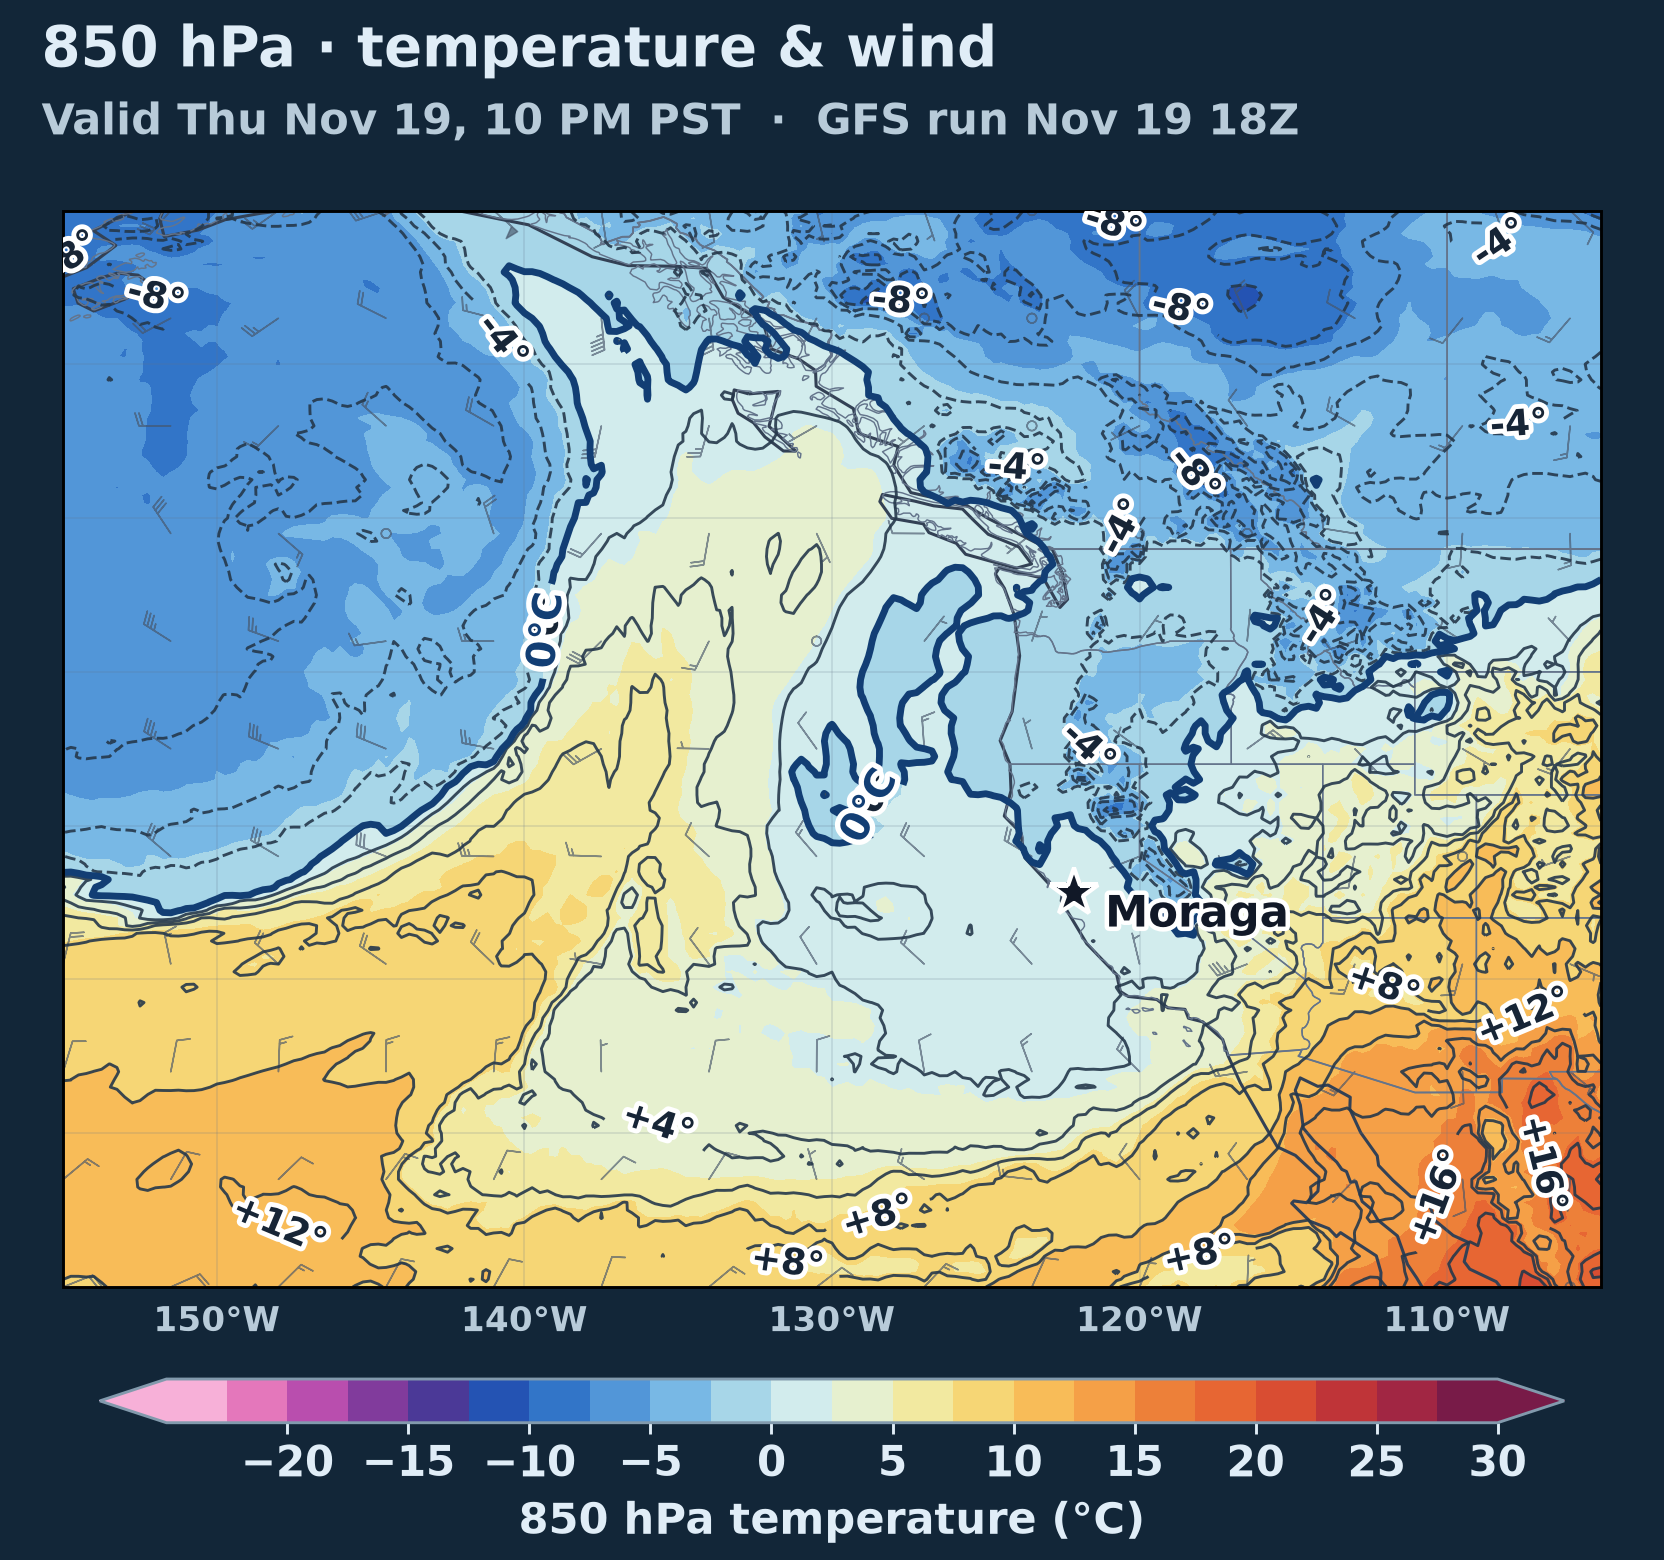 850 hPa · temperature & wind
Valid Thu Nov 19, 10 PM PST · GFS run Nov 19 18Z
-8°
-4°
8°
-8°
-8°
-8°
-4°
-4°
-4°
-8°
-4°
-4°
0°C
-4°
0°C
Moraga
+8°
+12°
+4°
+16°
+16°
+12°
+8°
+8°
+8°
150°W 140°W 130°W 120°W 110°W
−20 −15 −10 −5 0 5 10 15 20 25 30
850 hPa temperature (°C)